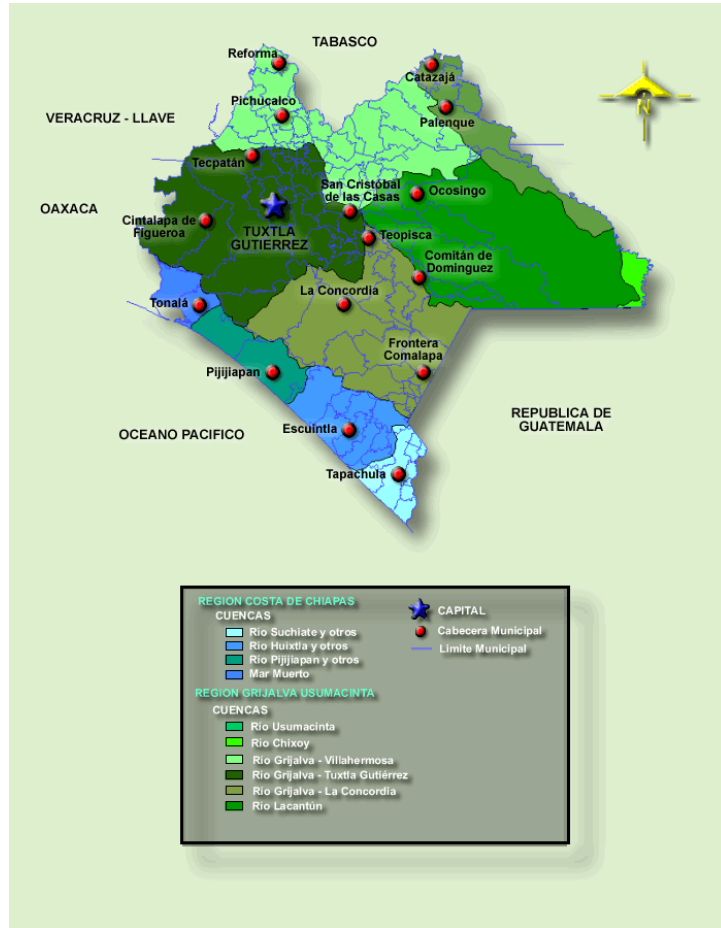 TABASCO
Reforma
Catazajá
Pichucalco
VERACRUZ - LLAVE
Palenque
N
Tecpatán
San Cristóbal
de las Casas
Ocosingo
OAXACA
Cintalapa de
Figueroa
TUXTLA
GUTIERREZ
Teopisca
Comitán de
Dominguez
La Concordia
Tonalá
Frontera
Comalapa
Pijijiapan
REPUBLICA DE
GUATEMALA
OCEANO PACIFICO
Escuintla
Tapachula
REGION COSTA DE CHIAPAS
CUENCAS
Río Suchiate y otros
Río Huixtla y otros
Río Pijijiapan y otros
Mar Muerto
CAPITAL
Cabecera Municipal
Límite Municipal
REGION GRIJALVA USUMACINTA
CUENCAS
Río Usumacinta
Río Chixoy
Río Grijalva - Villahermosa
Río Grijalva - Tuxtla Gutiérrez
Río Grijalva - La Concordia
Río Lacantún